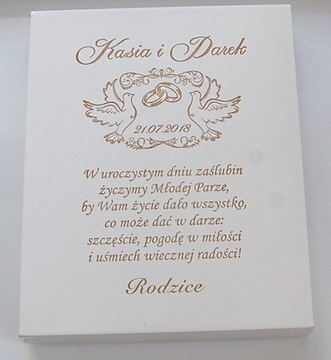 Kasia i Darek
21.07.2018
W uroczystym dniu zaślubin
życzymy Młodej Parze,
by Wam życie dało wszystko,
co może dać w darze:
szczęście, pogodę w miłości
i uśmiech wiecznej radości!
Rodzice